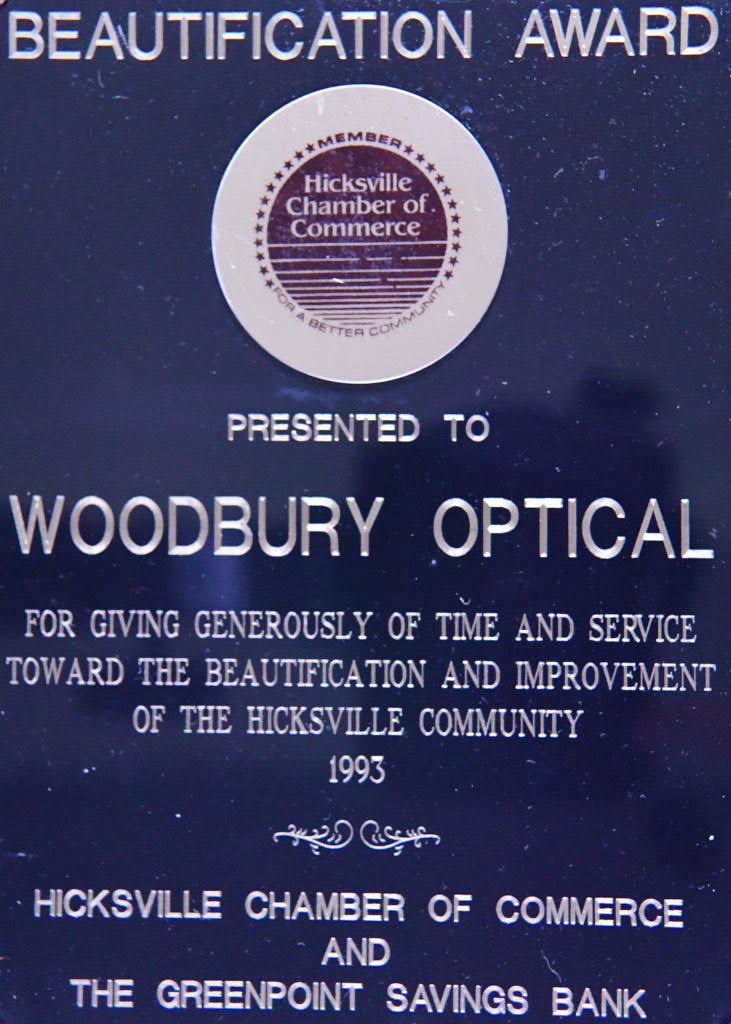 BEAUTIFICATION AWARD
MEMBER
Hicksville
Chamber of
Commerce
FOR A BETTER COMMUNITY
PRESENTED TO
WOODBURY OPTICAL
FOR GIVING GENEROUSLY OF TIME AND SERVICE
TOWARD THE BEAUTIFICATION AND IMPROVEMENT
OF THE HICKSVILLE COMMUNITY
1993
HICKSVILLE CHAMBER OF COMMERCE
AND
THE GREENPOINT SAVINGS BANK